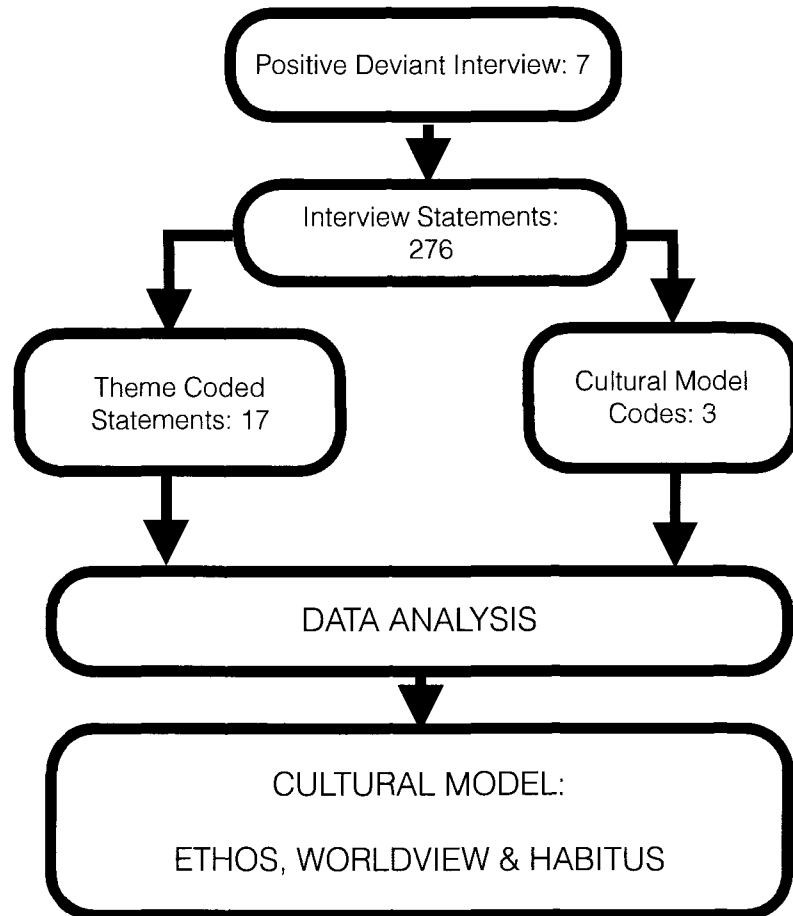 Positive Deviant Interview: 7
Interview Statements:
276
Theme Coded
Statements: 17
Cultural Model
Codes: 3
DATA ANALYSIS
CULTURAL MODEL:
ETHOS, WORLDVIEW & HABITUS